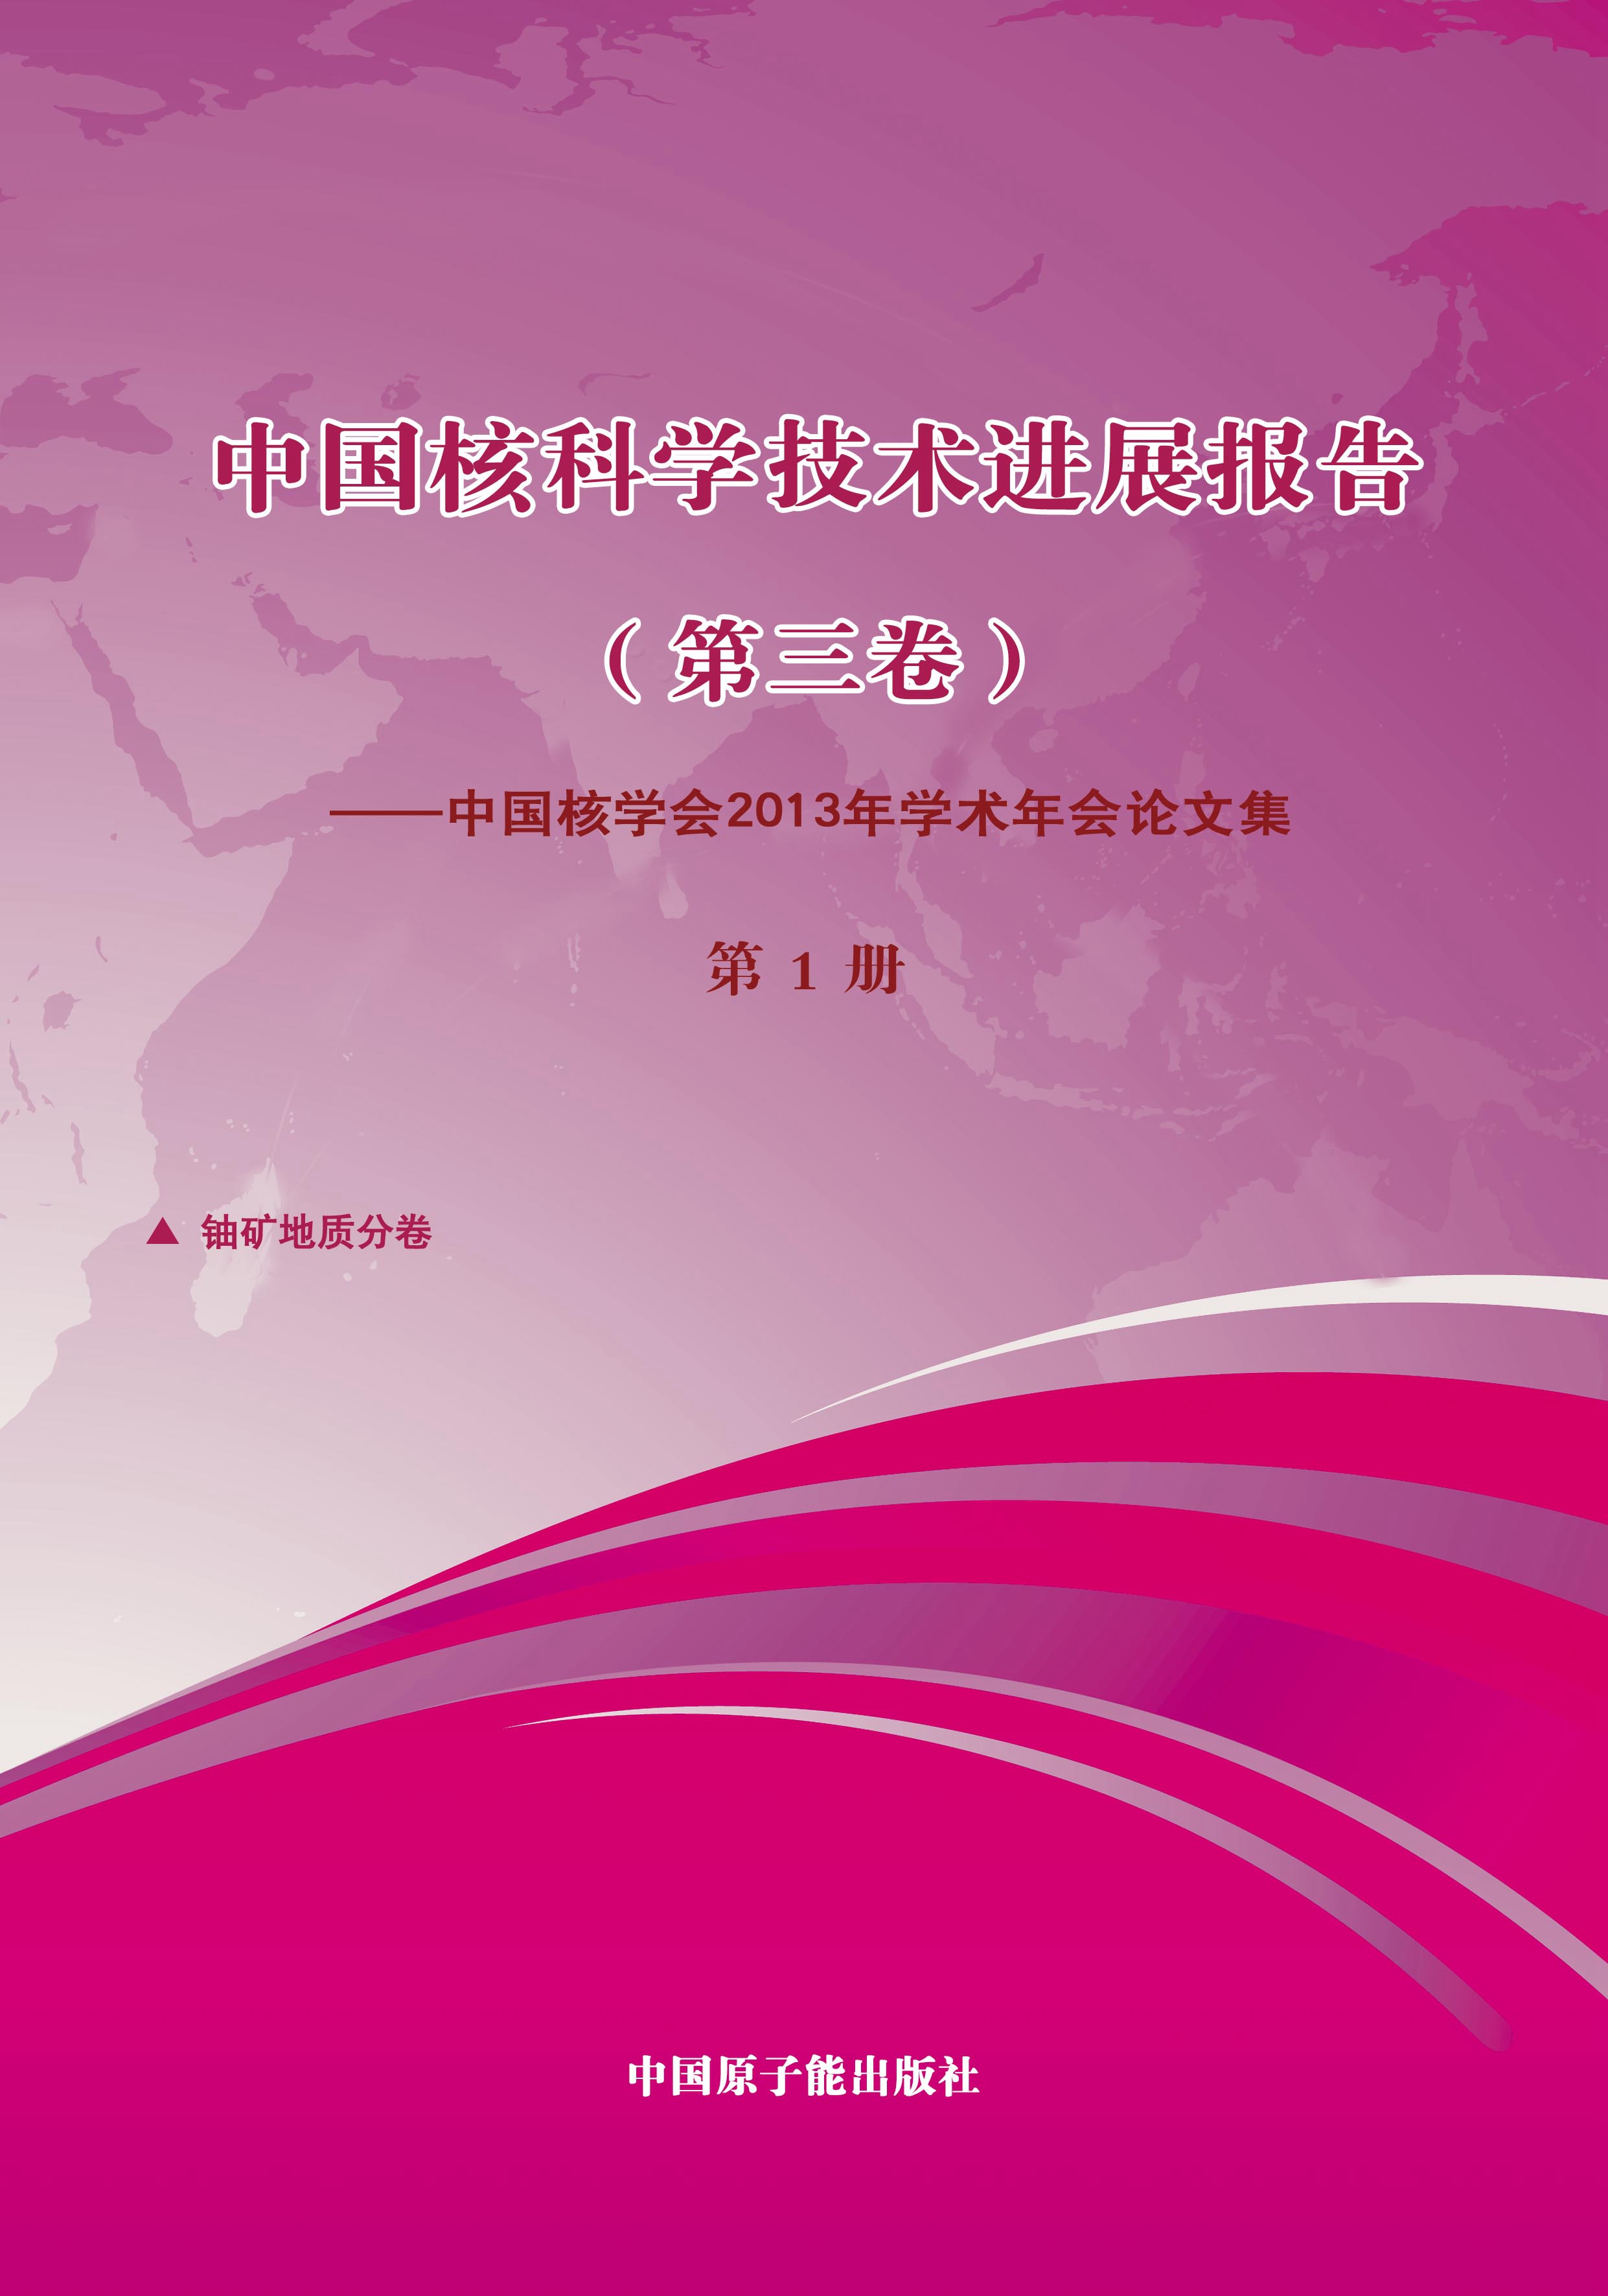 中国核科学技术进展报告
（第三卷）
——中国核学会2013年学术年会论文集
第 1 册
▲ 铀矿地质分卷
中国原子能出版社